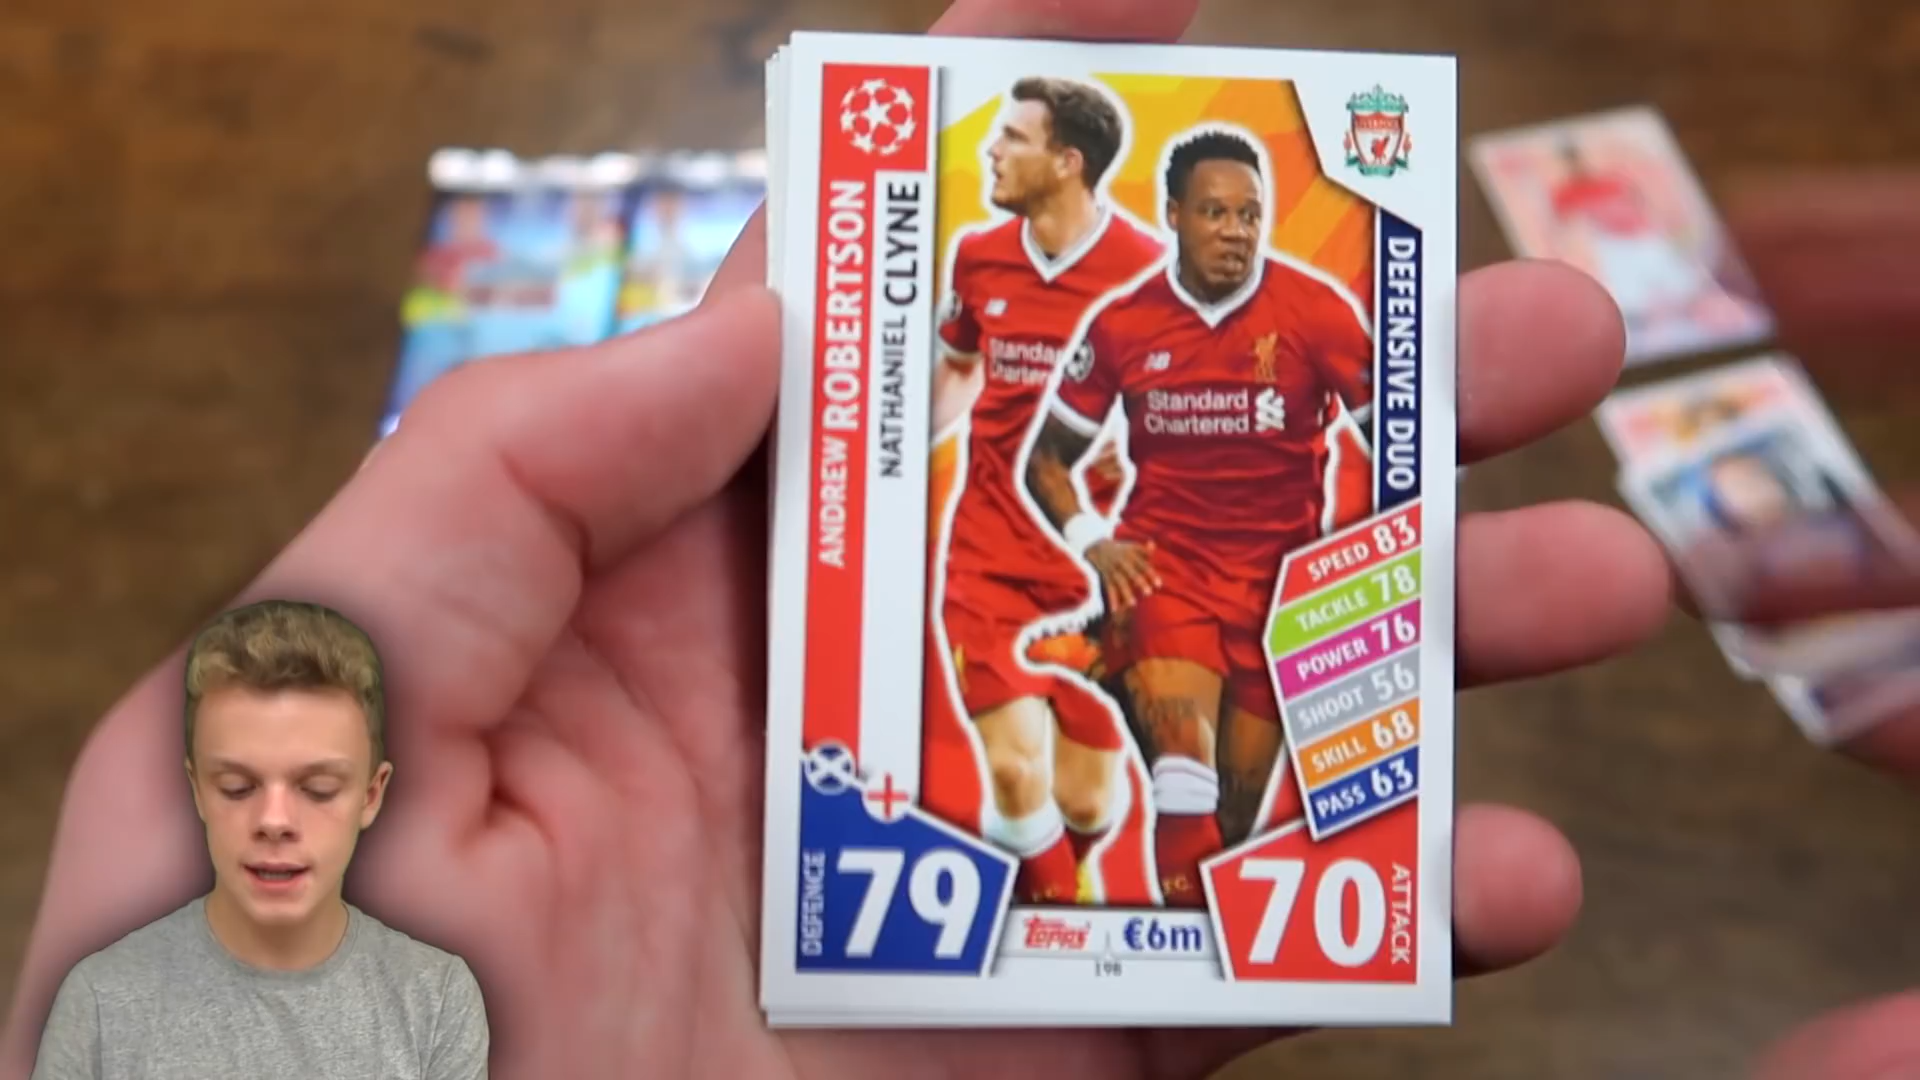 ANDREW ROBERTSON
NATHANIEL CLYNE
LIVERPOOL
DEFENSIVE DUO
Standard
Chartered
Standard
Chartered
SPEED 83
TACKLE 78
POWER 76
SHOOT 56
SKILL 68
PASS 63
DEFENCE 79
Topps
€6m
198
70 ATTACK